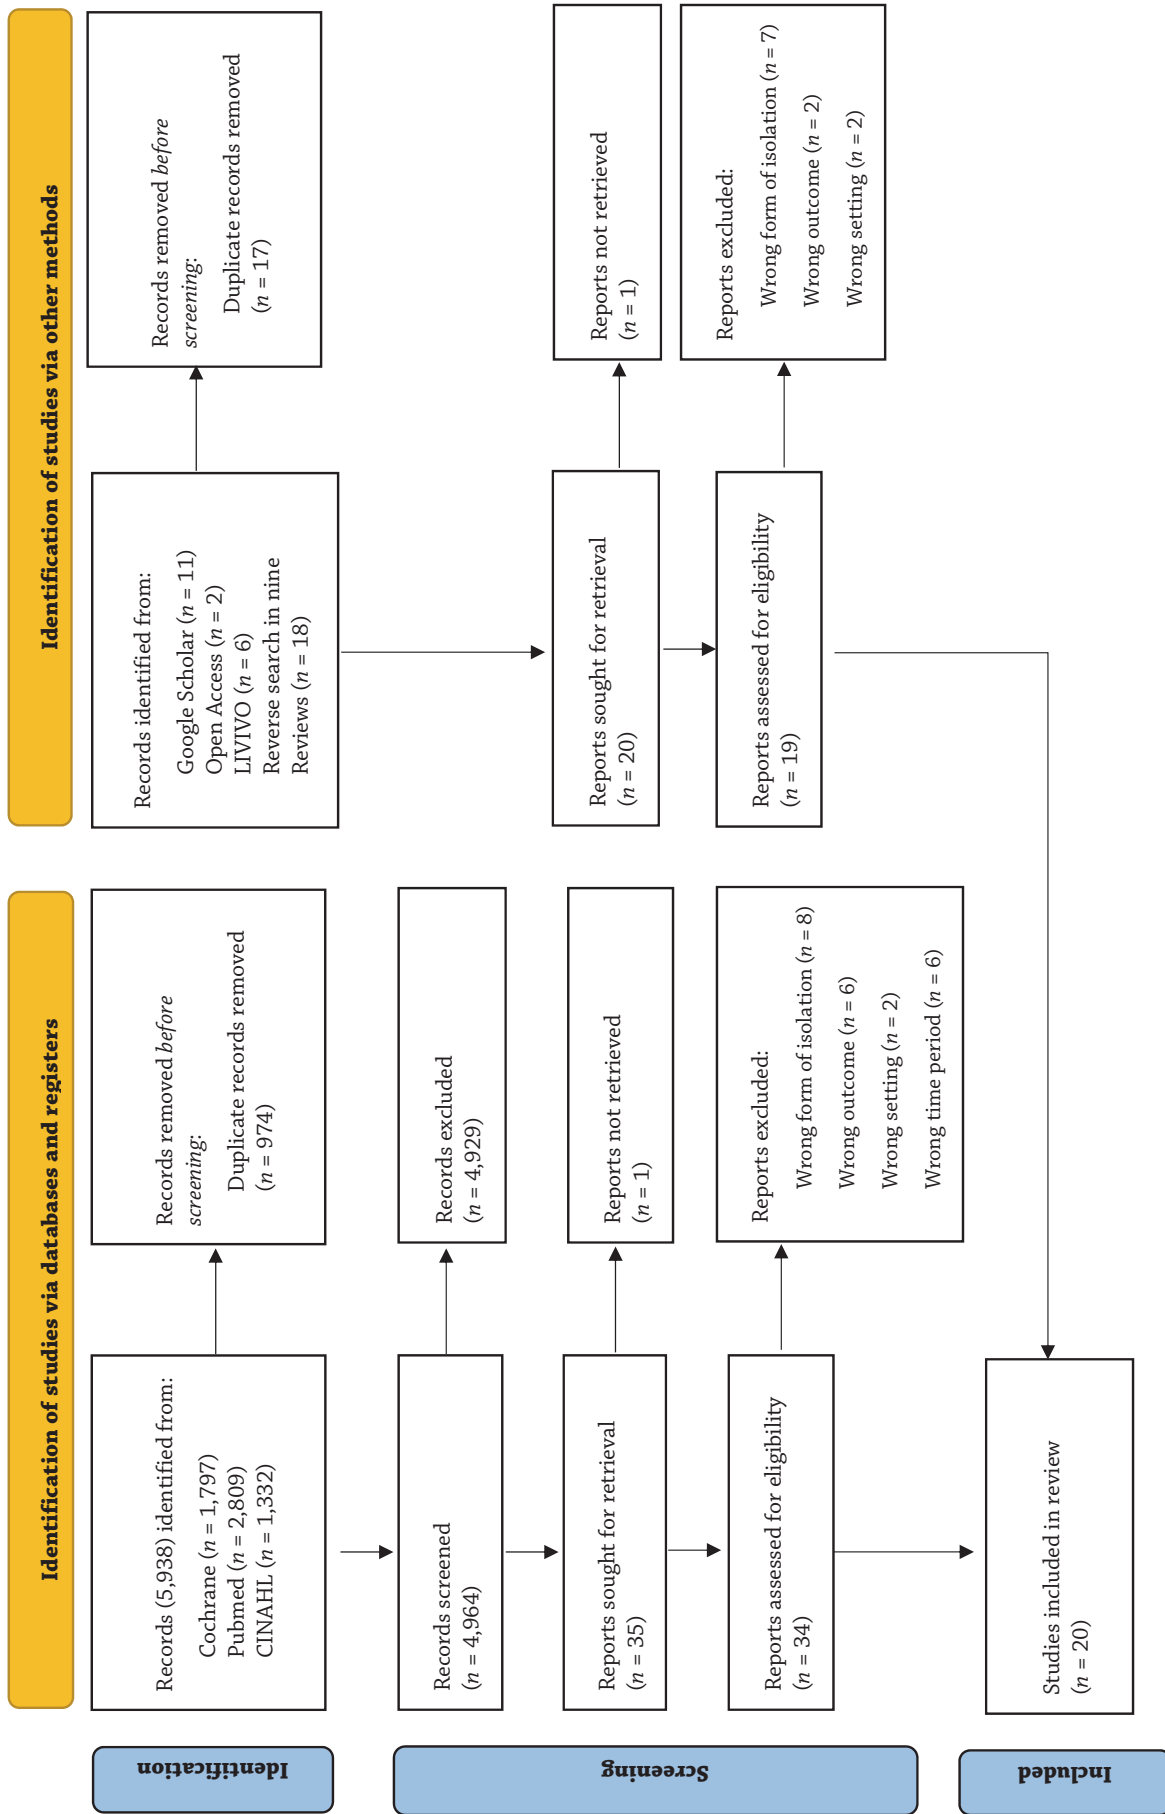 Identification of studies via databases and registers
Identification of studies via other methods
Identification
Records (5,938) identified from:
Cochrane (n = 1,797)
Pubmed (n = 2,809)
CINAHL (n = 1,332)
Records removed before
screening:
Duplicate records removed
(n = 974)
Records identified from:
Google Scholar (n = 11)
Open Access (n = 2)
LIVIVO (n = 6)
Reverse search in nine
Reviews (n = 18)
Records removed before
screening:
Duplicate records removed
(n = 17)
Screening
Records screened
(n = 4,964)
Records excluded
(n = 4,929)
Reports sought for retrieval
(n = 35)
Reports not retrieved
(n = 1)
Reports sought for retrieval
(n = 20)
Reports not retrieved
(n = 1)
Reports assessed for eligibility
(n = 34)
Reports excluded:
Wrong form of isolation (n = 8)
Wrong outcome (n = 6)
Wrong setting (n = 2)
Wrong time period (n = 6)
Reports assessed for eligibility
(n = 19)
Reports excluded:
Wrong form of isolation (n = 7)
Wrong outcome (n = 2)
Wrong setting (n = 2)
Included
Studies included in review
(n = 20)